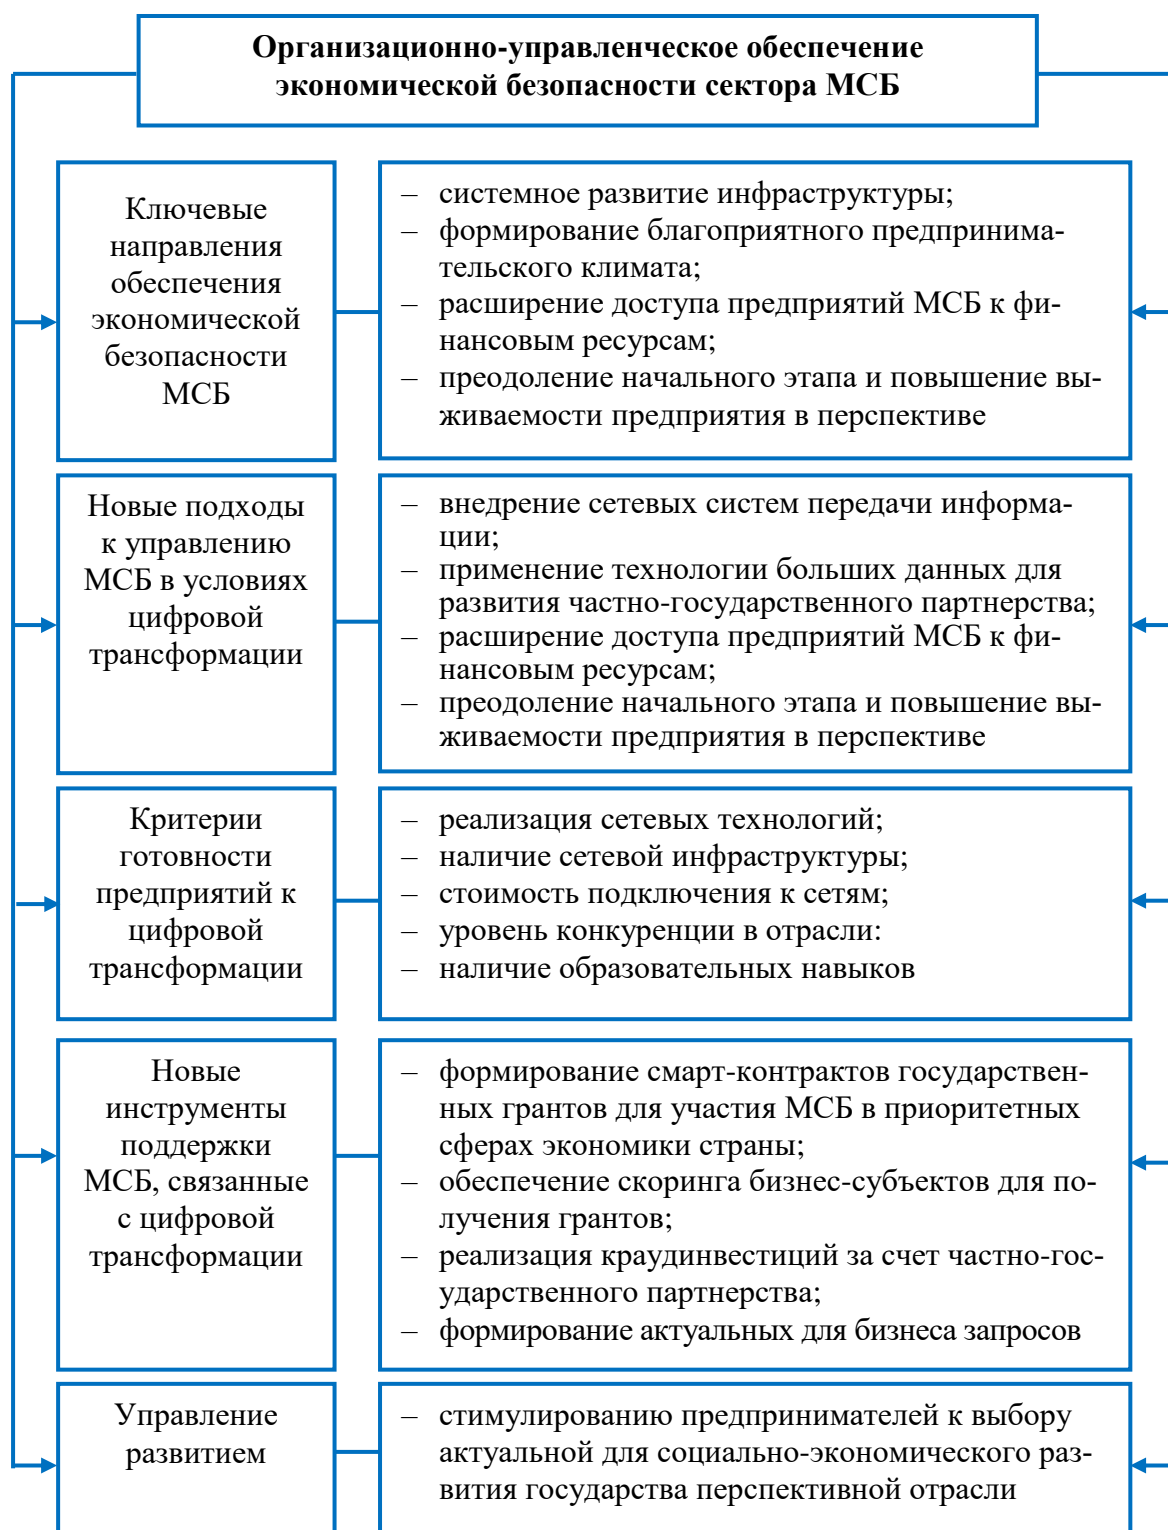 Организационно-управленческое обеспечение
экономической безопасности сектора МСБ
Ключевые
направления
обеспечения
экономической
безопасности
МСБ
– системное развитие инфраструктуры;
– формирование благоприятного предпринима-
тельского климата;
– расширение доступа предприятий МСБ к фи-
нансовым ресурсам;
– преодоление начального этапа и повышение вы-
живаемости предприятия в перспективе
Новые подходы
к управлению
МСБ в условиях
цифровой
трансформации
– внедрение сетевых систем передачи информа-
ции;
– применение технологии больших данных для
развития частно-государственного партнерства;
– расширение доступа предприятий МСБ к фи-
нансовым ресурсам;
– преодоление начального этапа и повышение вы-
живаемости предприятия в перспективе
Критерии
готовности
предприятий к
цифровой
трансформации
– реализация сетевых технологий;
– наличие сетевой инфраструктуры;
– стоимость подключения к сетям;
– уровень конкуренции в отрасли:
– наличие образовательных навыков
Новые
инструменты
поддержки
МСБ, связанные
с цифровой
трансформации
– формирование смарт-контрактов государствен-
ных грантов для участия МСБ в приоритетных
сферах экономики страны;
– обеспечение скоринга бизнес-субъектов для по-
лучения грантов;
– реализация краудинвестиций за счет частно-гос-
ударственного партнерства;
– формирование актуальных для бизнеса запросов
Управление
развитием
– стимулированию предпринимателей к выбору
актуальной для социально-экономического раз-
вития государства перспективной отрасли